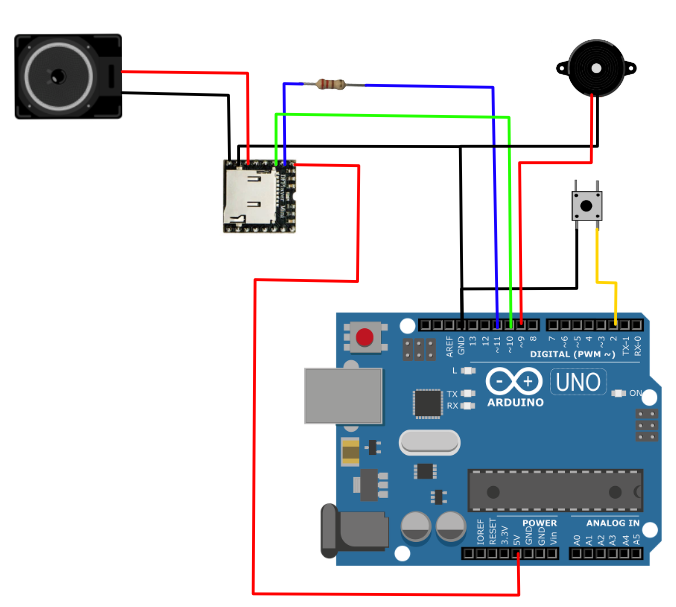 DFPlayer Mini
AREF
GND
13
12
~11
~10
~9
8
7
~6
~5
4
~3
2
TX-1
RX-0
DIGITAL (PWM ~)
L
TX
RX
ARDUINO
UNO
ON
IOREF
RESET
3.3V
5V
GND
GND
Vin
POWER
ANALOG IN
A0
A1
A2
A3
A4
A5